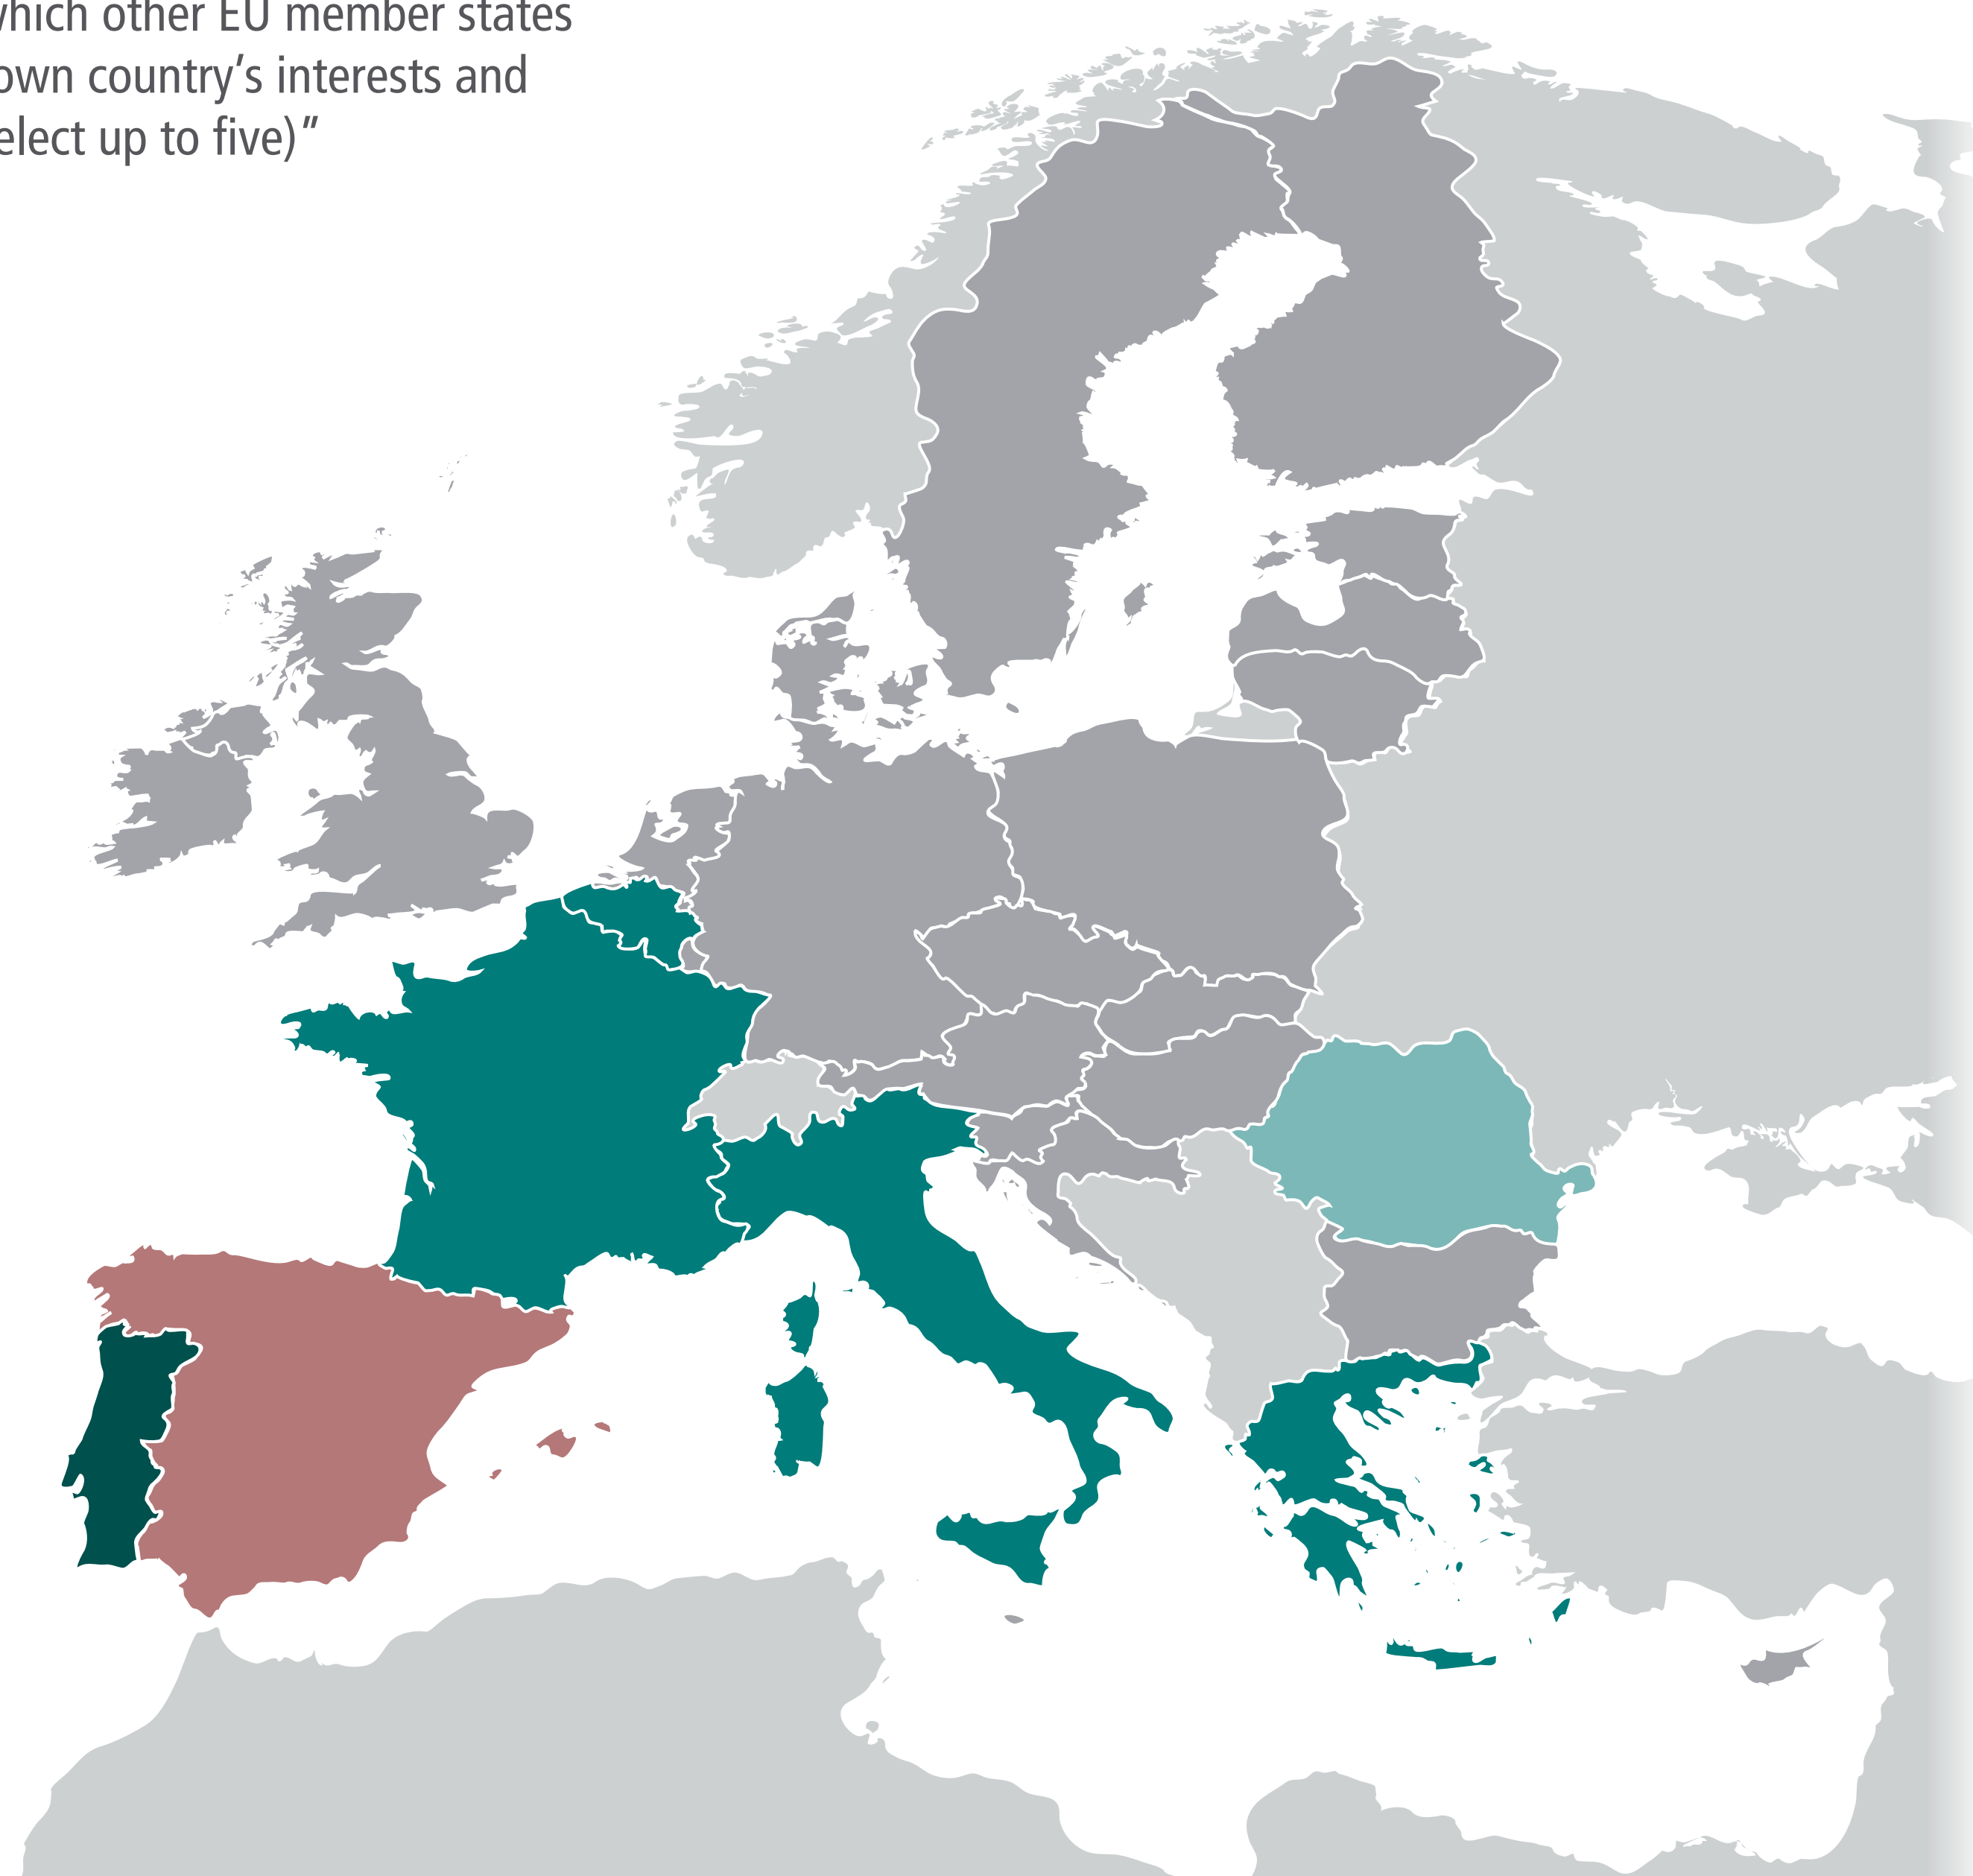 which other EU member states
own country's interests and
elect up to five)“